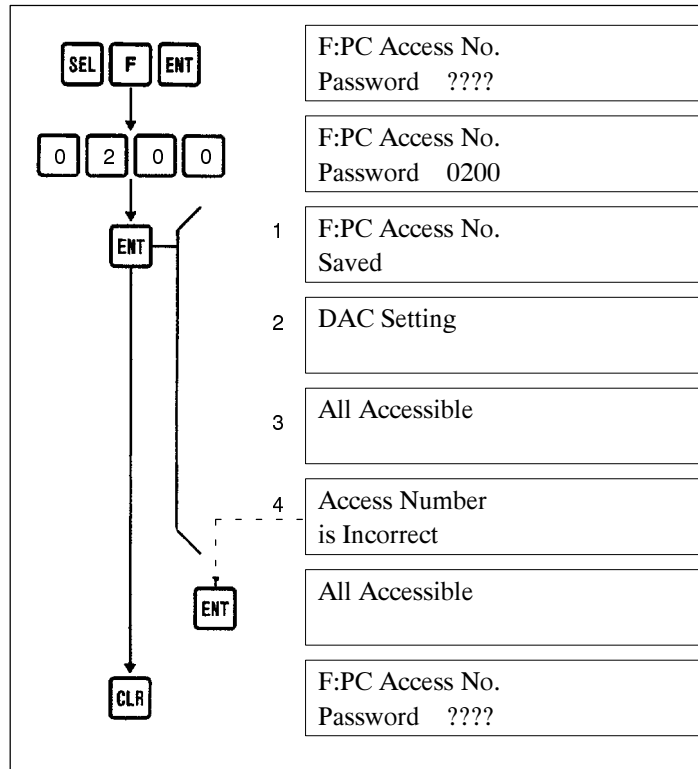 SEL F ENT
F:PC Access No.
Password ????
0 2 0 0
F:PC Access No.
Password 0200
ENT
1
F:PC Access No.
Saved
2
DAC Setting
3
All Accessible
4
Access Number
is Incorrect
ENT
All Accessible
CLR
F:PC Access No.
Password ????